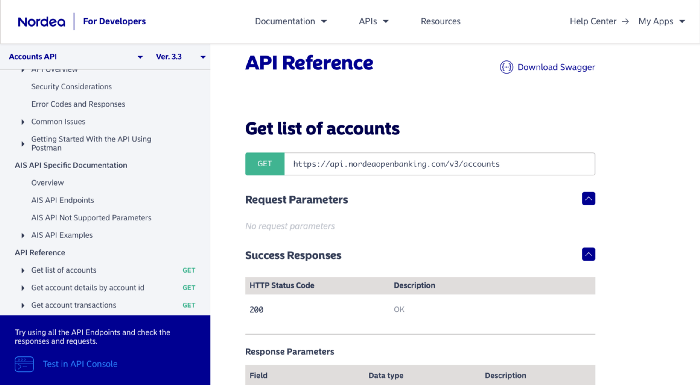 Nordea For Developers Documentation APIs Resources Help Center → My Apps
Accounts API Ver. 3.3
API Overview
Security Considerations
Error Codes and Responses
Common Issues
Getting Started With the API Using
Postman
AIS API Specific Documentation
Overview
AIS API Endpoints
AIS API Not Supported Parameters
AIS API Examples
API Reference
Get list of accounts GET
Get account details by account id GET
Get account transactions GET
Try using all the API Endpoints and check the
responses and requests.
Test in API Console
API Reference
Download Swagger
Get list of accounts
GET https://api.nordeaopenbanking.com/v3/accounts
Request Parameters
No request parameters
Success Responses
HTTP Status Code Description
200 OK
Response Parameters
Field Data type Description